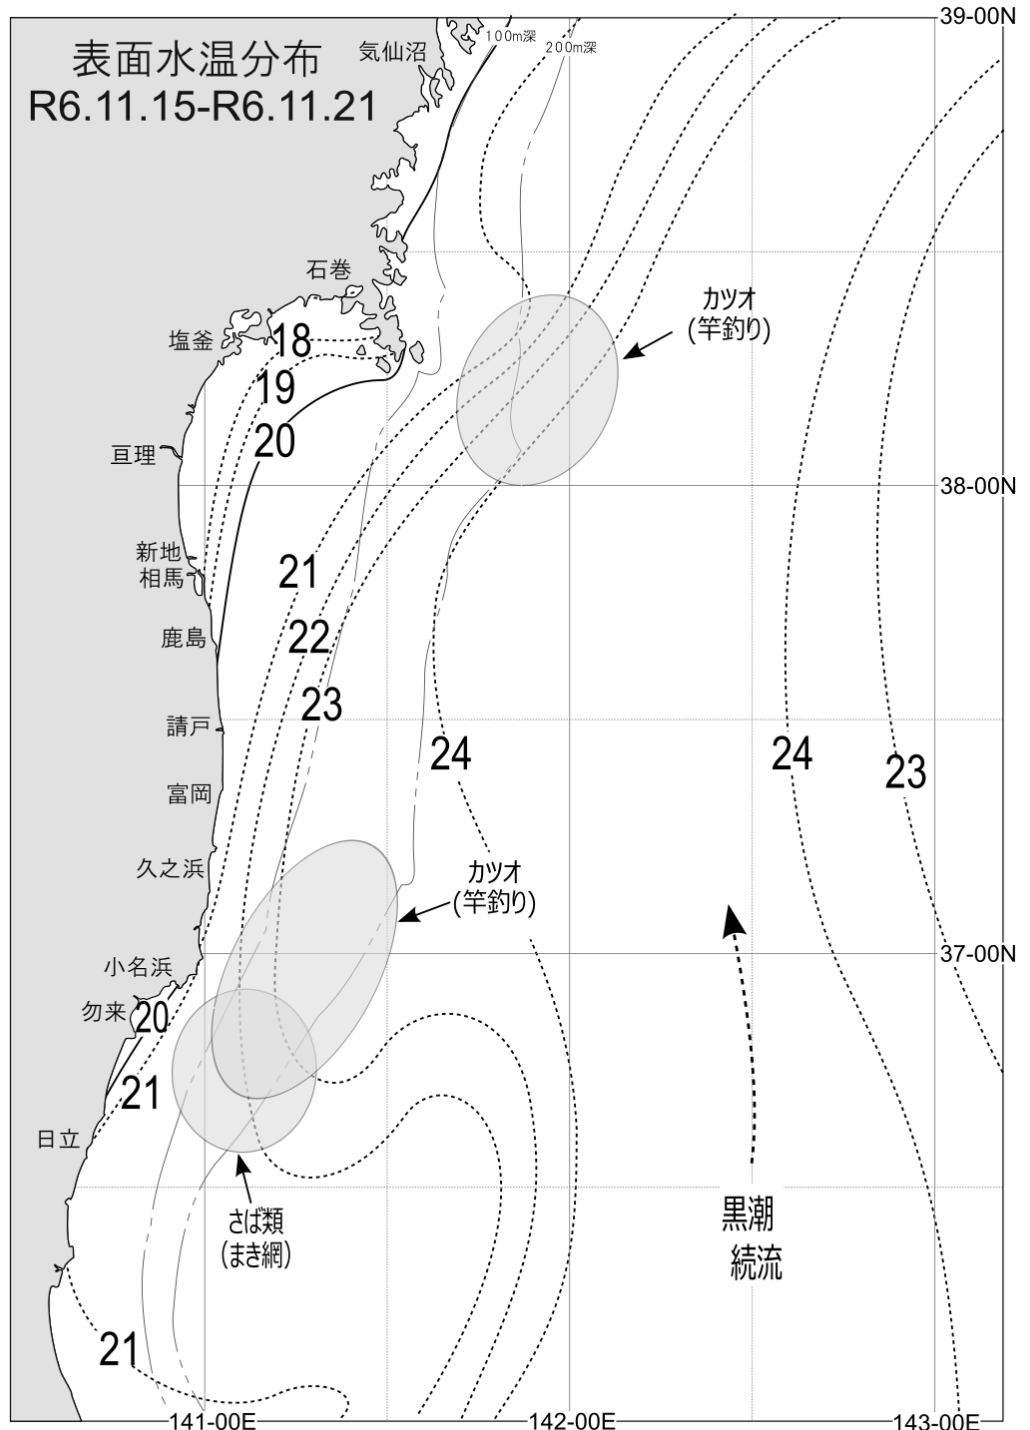 39-00N
表面水温分布
R6.11.15-R6.11.21
気仙沼
100m深
200m深
石巻
カツオ
(竿釣り)
塩釜
18
19
20
亘理
38-00N
新地
相馬
21
鹿島
22
23
請戸
24
24
23
富岡
久之浜
カツオ
(竿釣り)
37-00N
小名浜
勿来
20
21
日立
さば類
(まき網)
黒潮
続流
21
141-00E
142-00E
143-00E